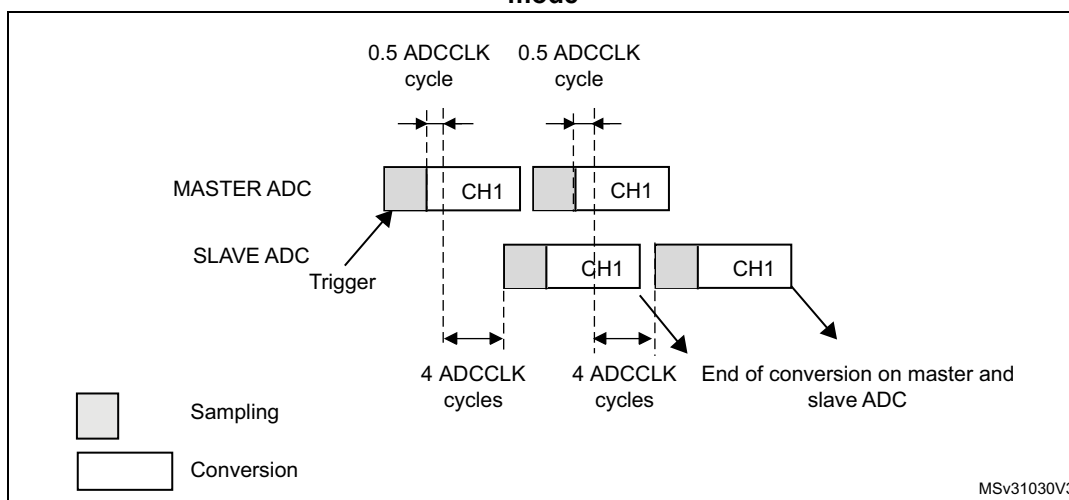 mode
0.5 ADCCLK
cycle
0.5 ADCCLK
cycle
MASTER ADC
CH1
CH1
SLAVE ADC
Trigger
CH1
CH1
4 ADCCLK
cycles
4 ADCCLK
cycles
End of conversion on master and
slave ADC
Sampling
Conversion
MSv31030V3